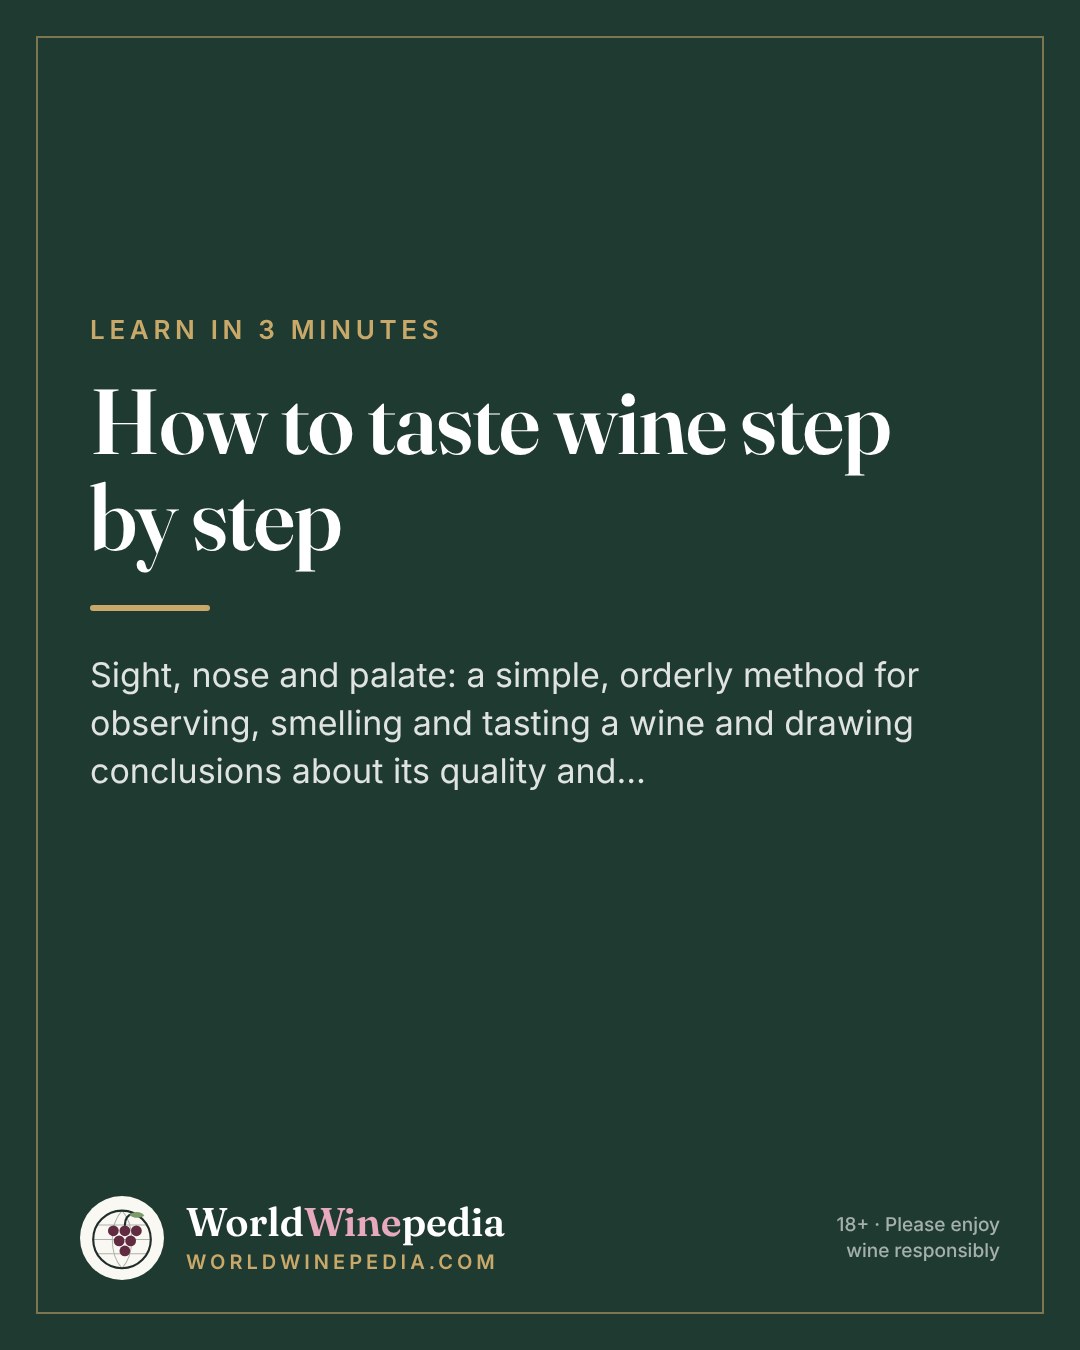 LEARN IN 3 MINUTES
How to taste wine step
by step
Sight, nose and palate: a simple, orderly method for
observing, smelling and tasting a wine and drawing
conclusions about its quality and...
WorldWinepedia
WORLDWINEPEDIA.COM
18+ · Please enjoy
wine responsibly